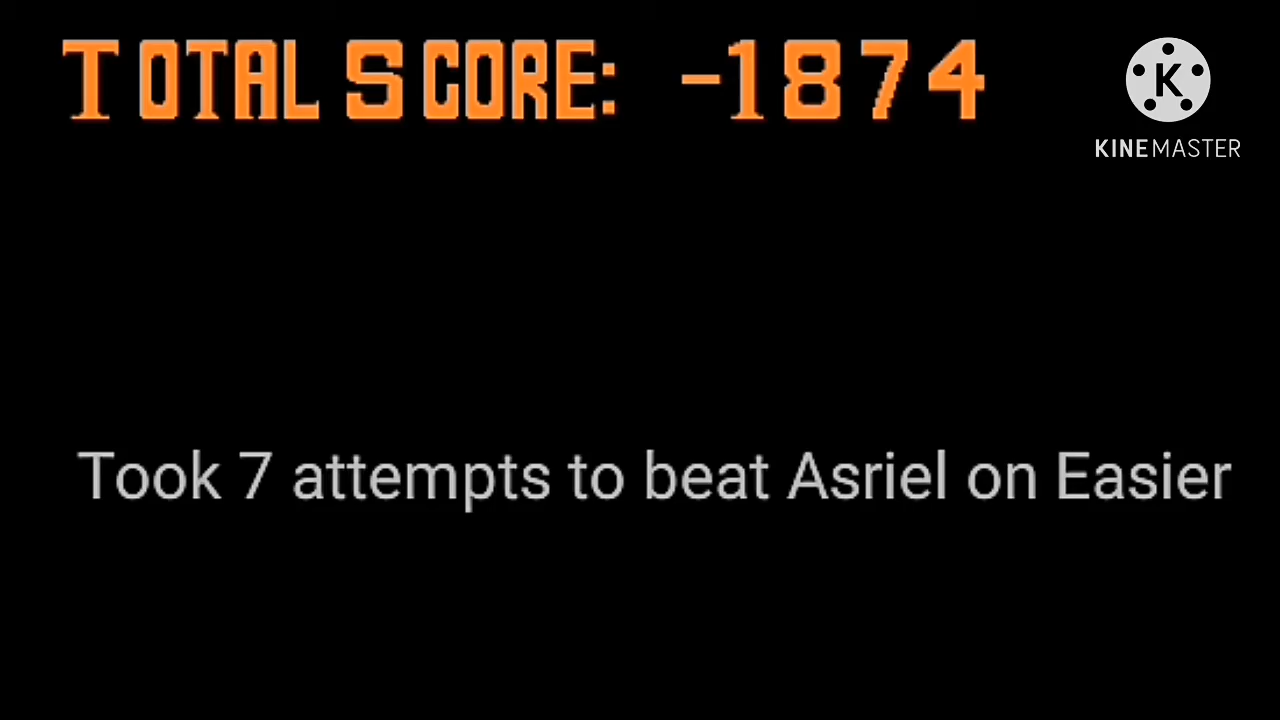 TOTAL SCORE: -1874
K
KINEMASTER
Took 7 attempts to beat Asriel on Easier